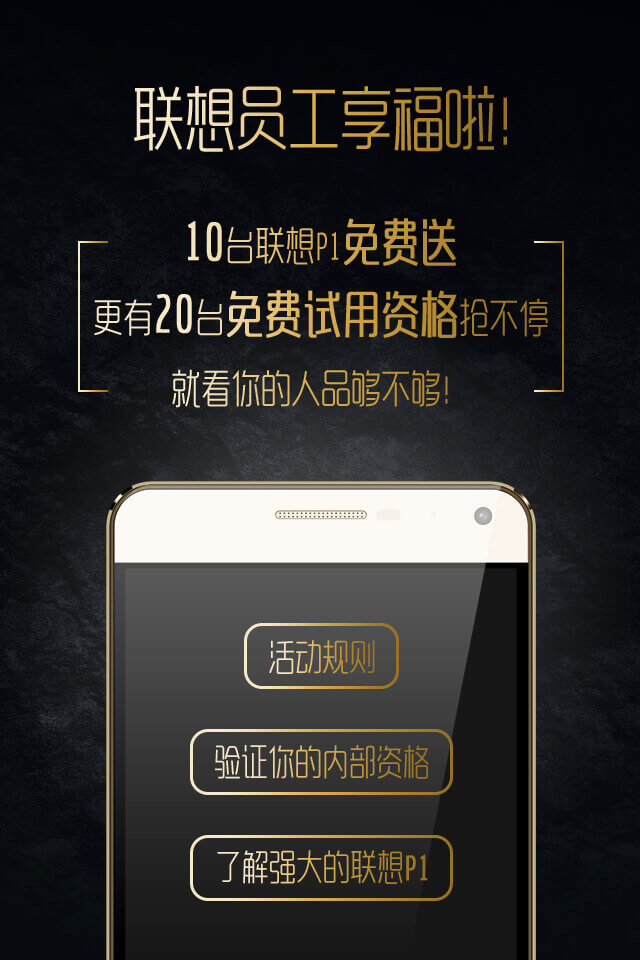 联想员工享福啦!
10台联想P1免费送
更有20台免费试用资格抢不停
就看你的人品够不够!
活动规则
验证你的内部资格
了解强大的联想P1